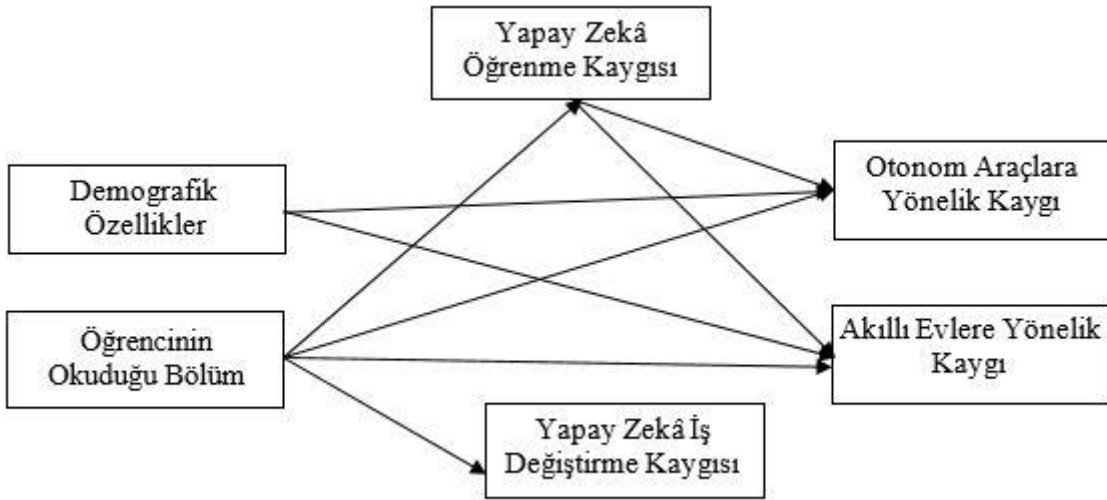 Yapay Zekâ
Öğrenme Kaygısı
Demografik
Özellikler
Otonom Araçlara
Yönelik Kaygı
Öğrencinin
Okuduğu Bölüm
Akıllı Evlere Yönelik
Kaygı
Yapay Zekâ İş
Değiştirme Kaygısı